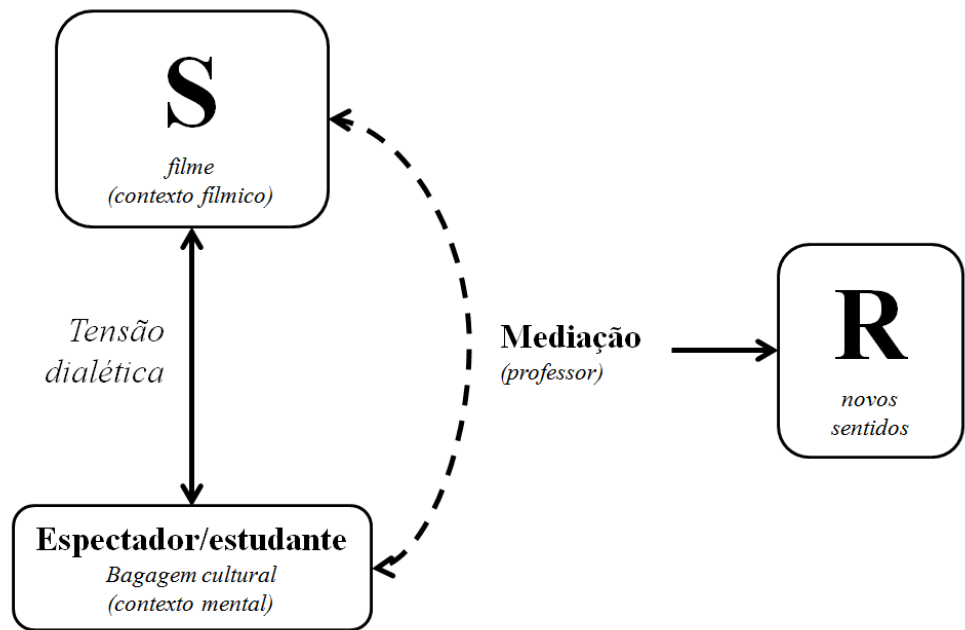 S
filme
(contexto fílmico)
Tensão
dialética
Mediação
(professor)
R
novos
sentidos
Espectador/estudante
Bagagem cultural
(contexto mental)